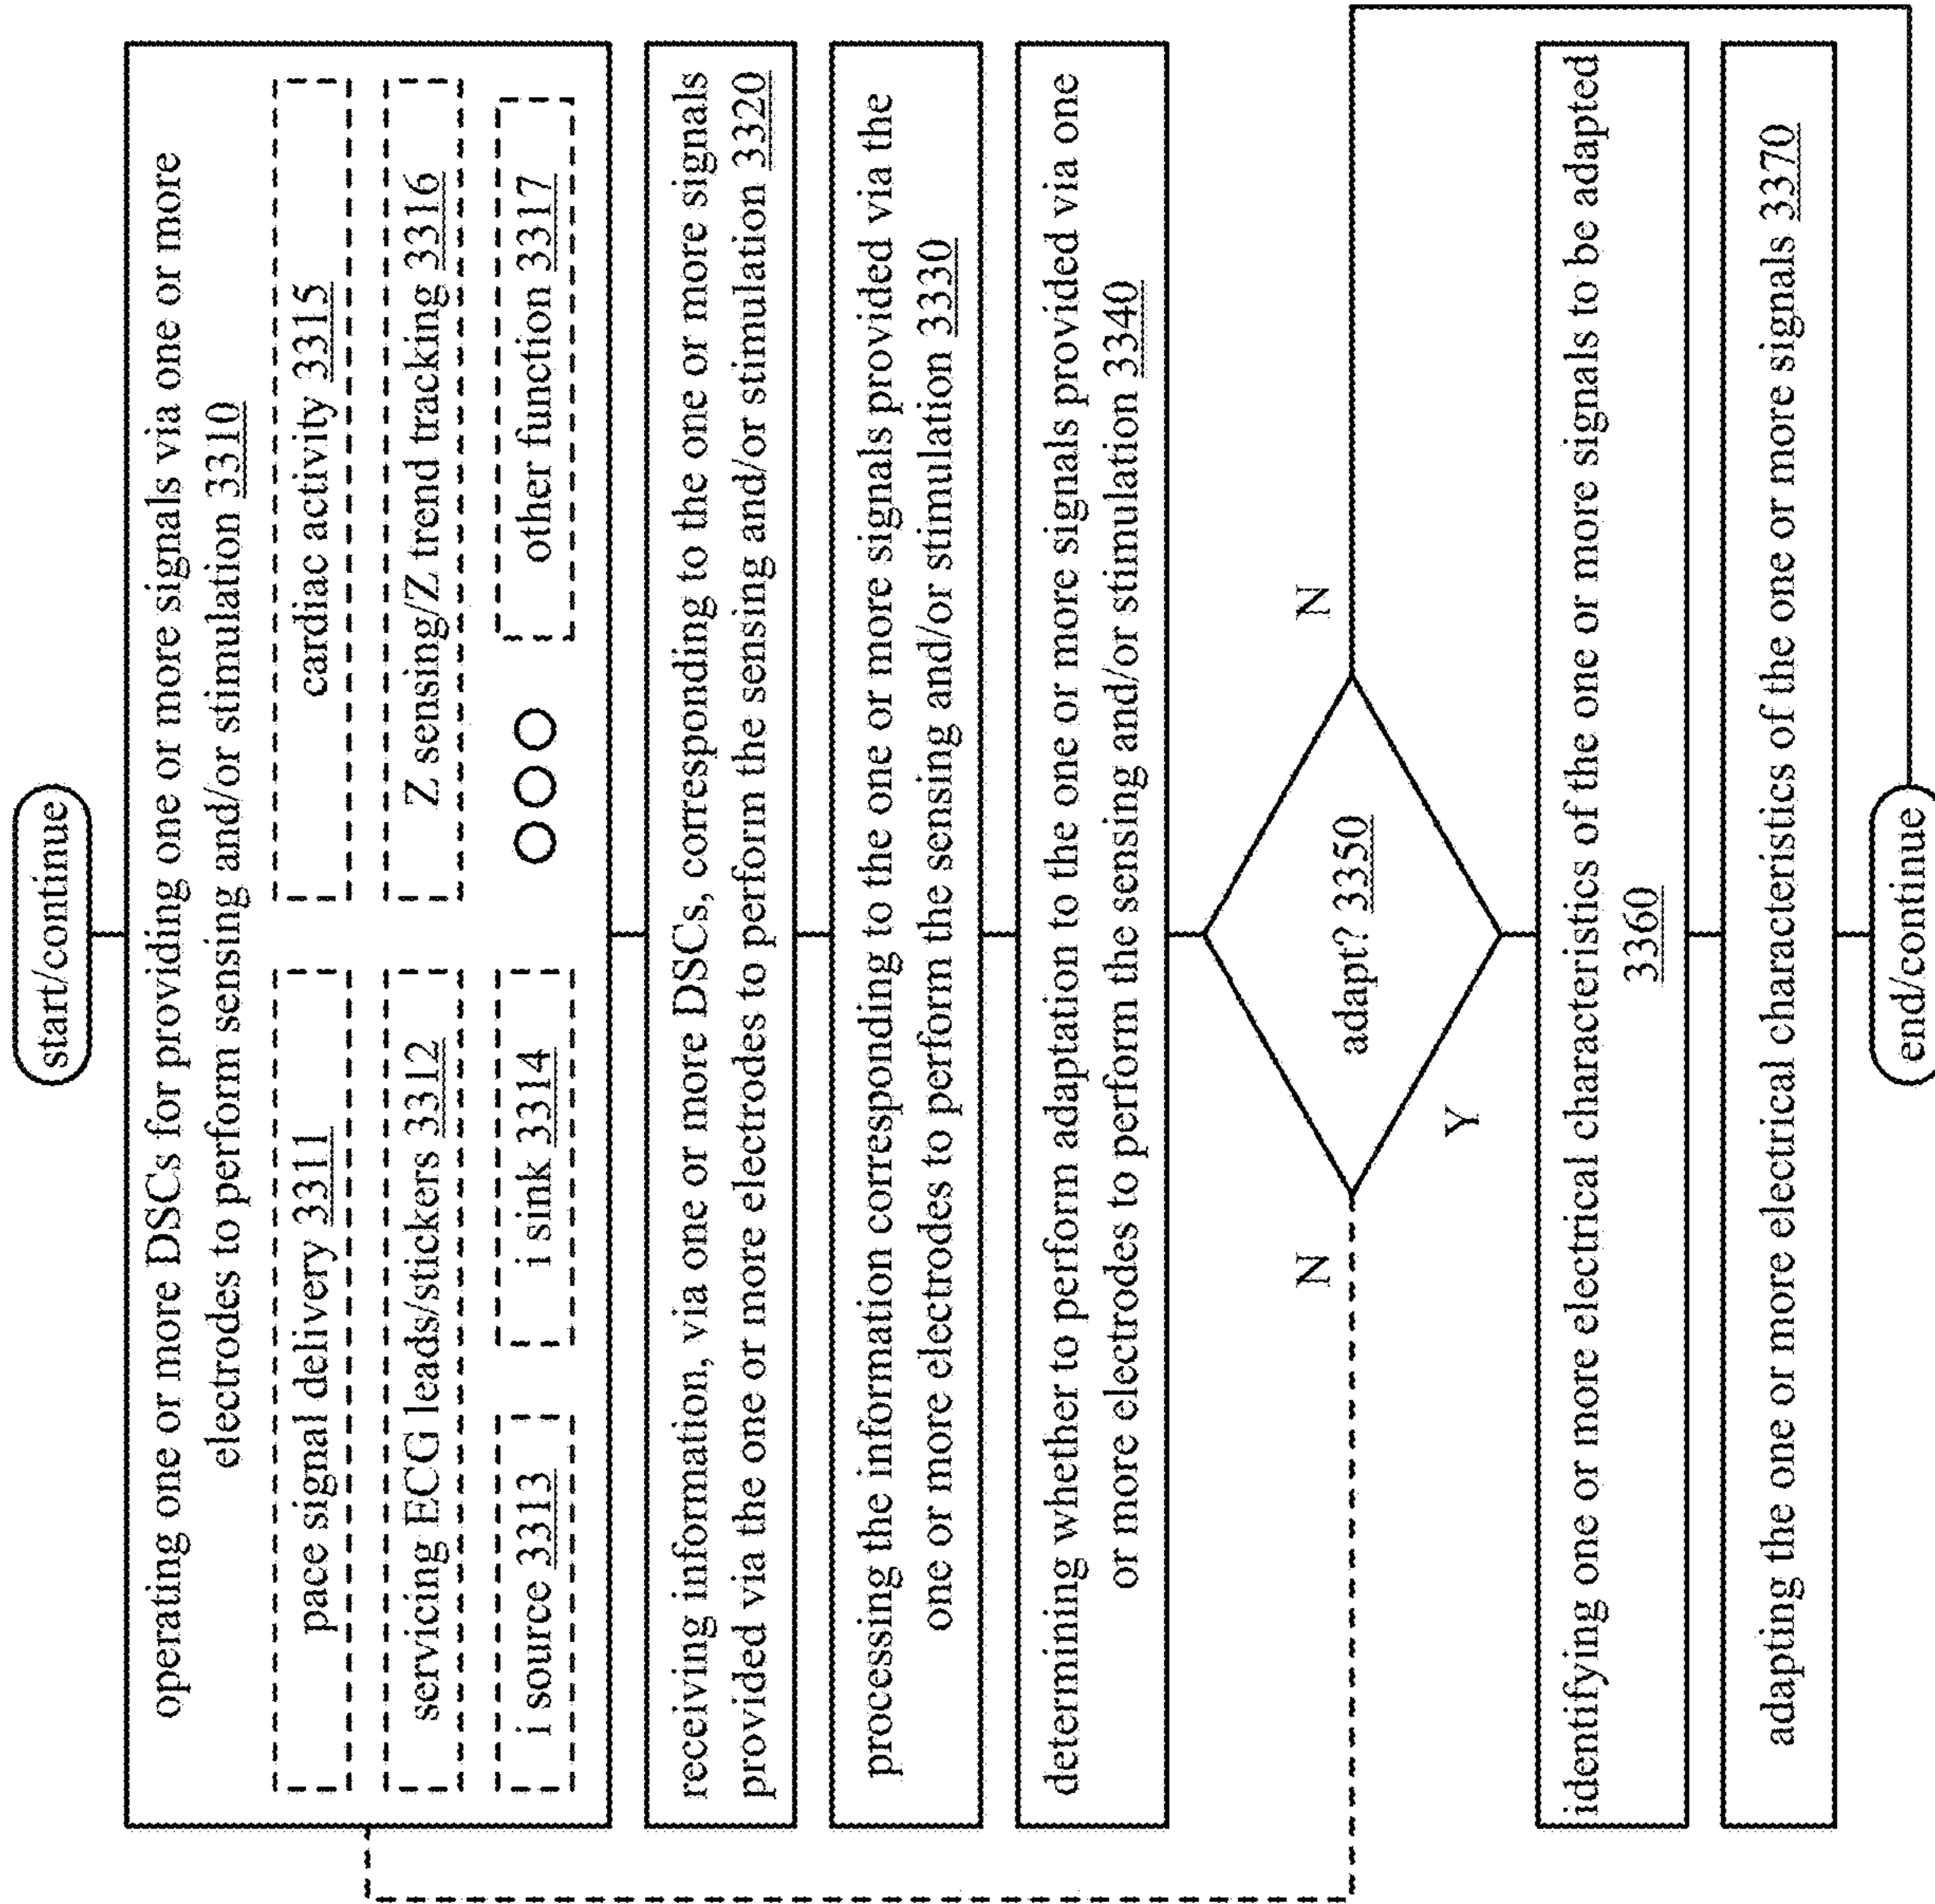 start/continue
operating one or more DSCs for providing one or more signals via one or more
electrodes to perform sensing and/or stimulation 3310
pace signal delivery 3311
cardiac activity 3315
servicing ECG leads/stickers 3312
Z sensing/Z trend tracking 3316
i source 3313
i sink 3314
other function 3317
receiving information, via one or more DSCs, corresponding to the one or more signals
provided via the one or more electrodes to perform the sensing and/or stimulation 3320
processing the information corresponding to the one or more signals provided via the
one or more electrodes to perform the sensing and/or stimulation 3330
determining whether to perform adaptation to the one or more signals provided via one
or more electrodes to perform the sensing and/or stimulation 3340
N
adapt? 3350
N
Y
identifying one or more electrical characteristics of the one or more signals to be adapted
3360
adapting the one or more electrical characteristics of the one or more signals 3370
end/continue